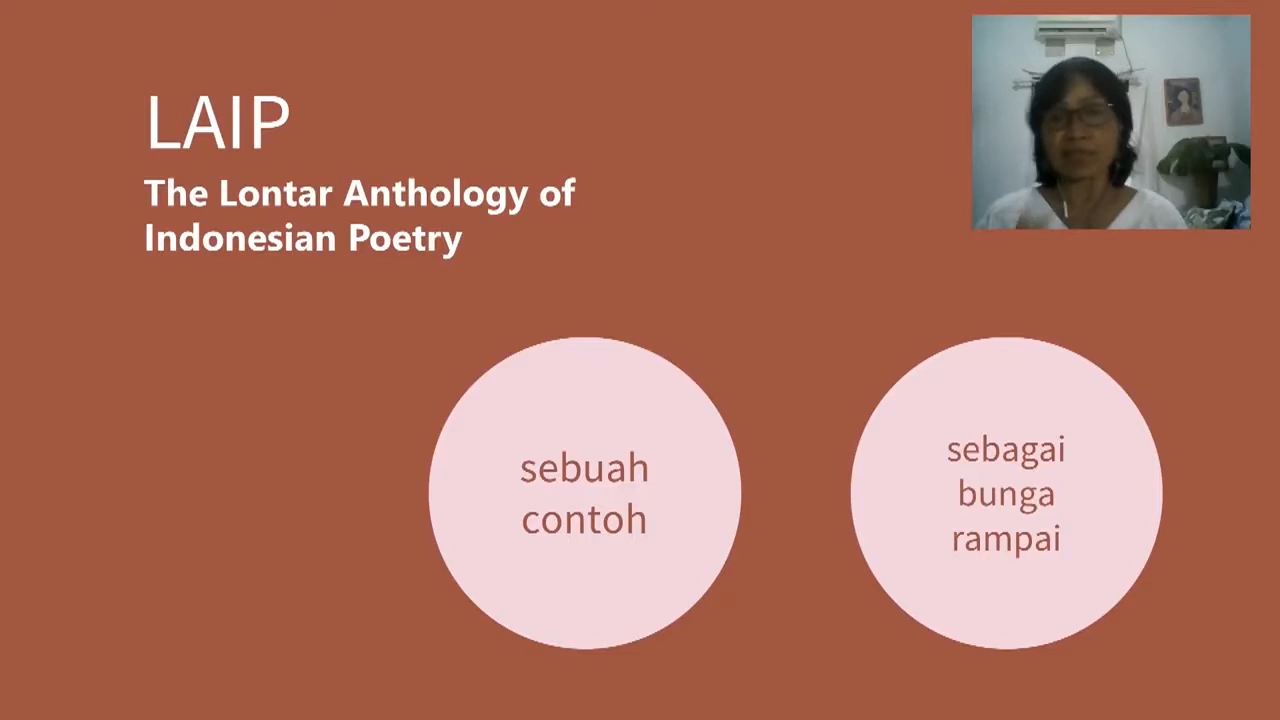 LAIP
The Lontar Anthology of
Indonesian Poetry
sebuah
contoh
sebagai
bunga
rampai